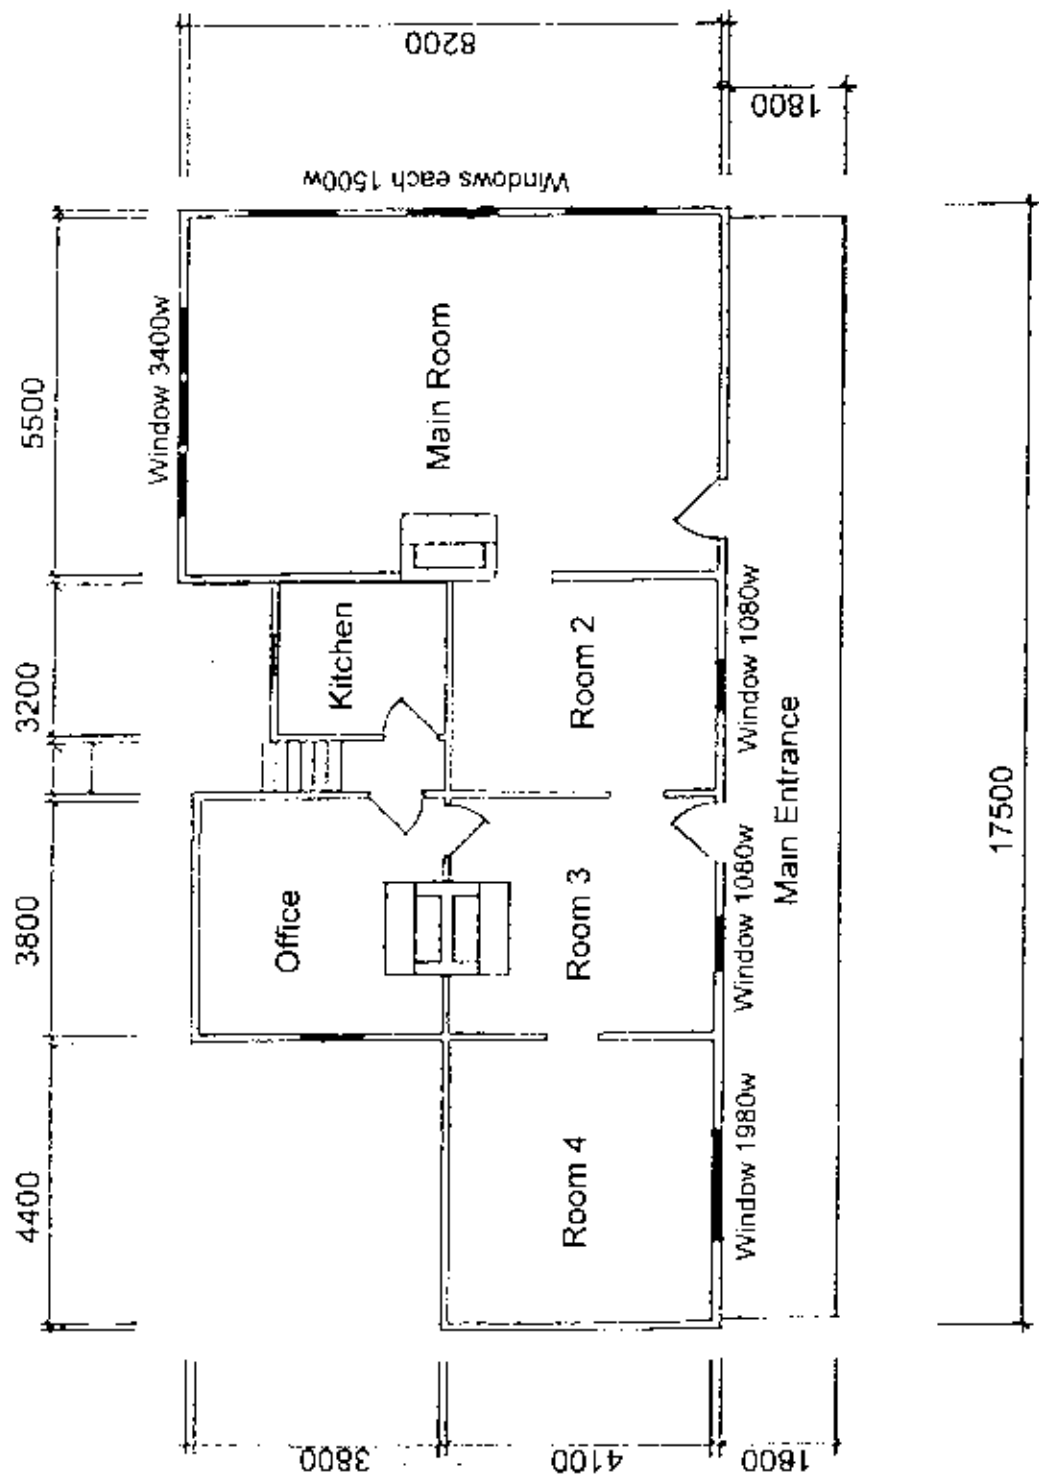 4400
3800
3200
5500
Window 3400w
Office
Kitchen
Main Room
Room 4
Room 3
Room 2
Windows each 1500w
Window 1980w
Window 1080w
Window 1080w
Main Entrance
17500
3800
4100
1800
8200
1800